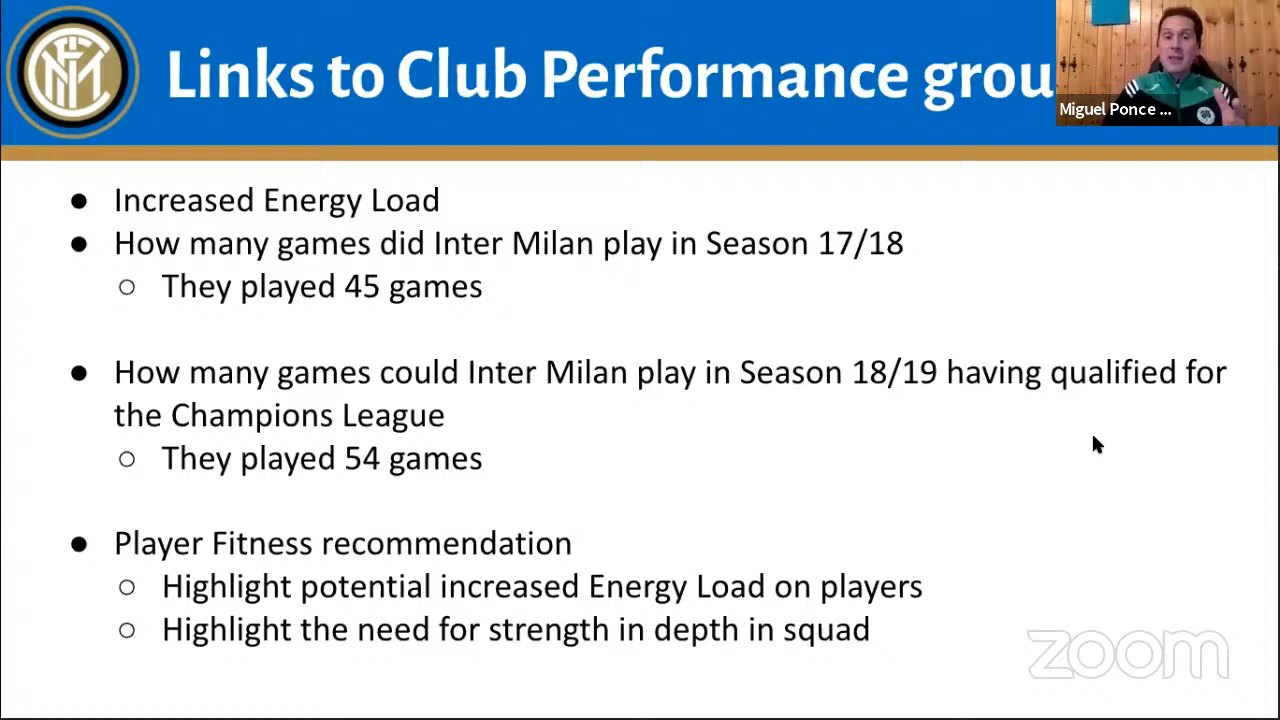 Links to Club Performance grou
Miguel Ponce ...
● Increased Energy Load
● How many games did Inter Milan play in Season 17/18
○ They played 45 games
● How many games could Inter Milan play in Season 18/19 having qualified for
the Champions League
○ They played 54 games
● Player Fitness recommendation
○ Highlight potential increased Energy Load on players
○ Highlight the need for strength in depth in squad
zoom